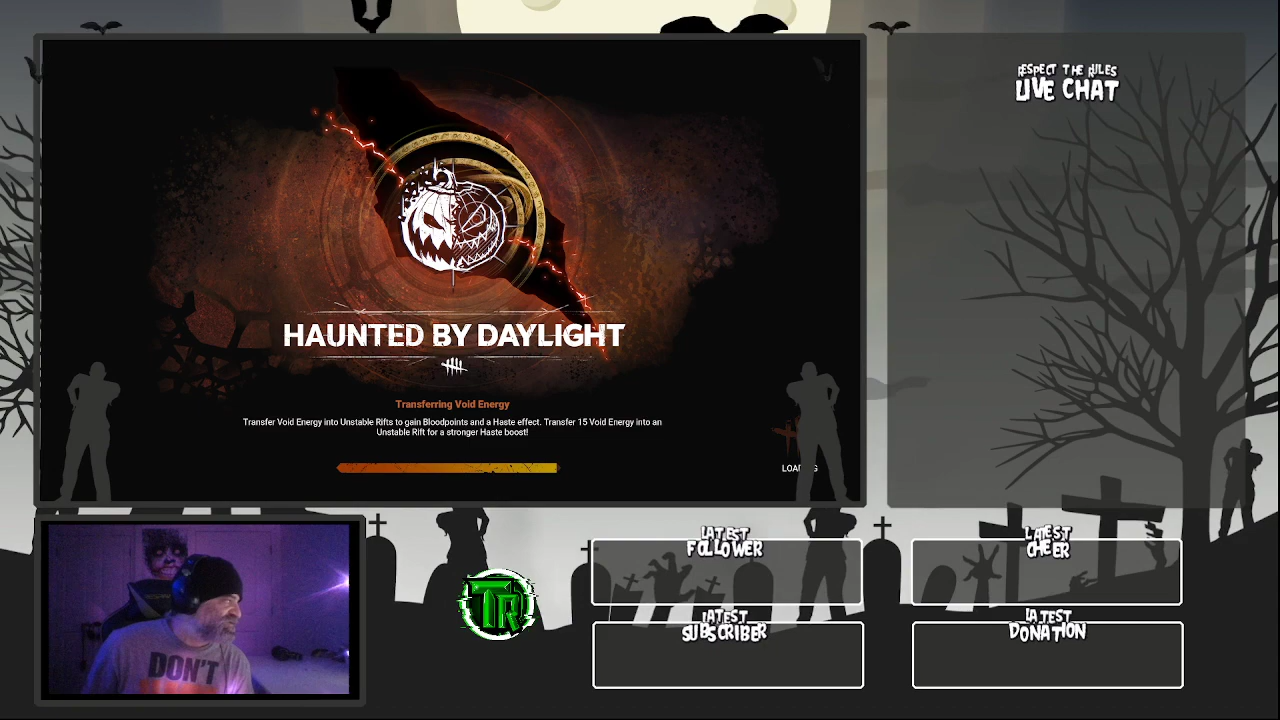 RESPECT THE RULES
LIVE CHAT
HAUNTED BY DAYLIGHT
Transferring Void Energy
Transfer Void Energy into Unstable Rifts to gain Bloodpoints and a Haste effect. Transfer 15 Void Energy into an
Unstable Rift for a stronger Haste boost!
LATEST
FOLLOWER
LATEST
CHEER
LATEST
SUBSCRIBER
LATEST
DONATION
TR
DON'T